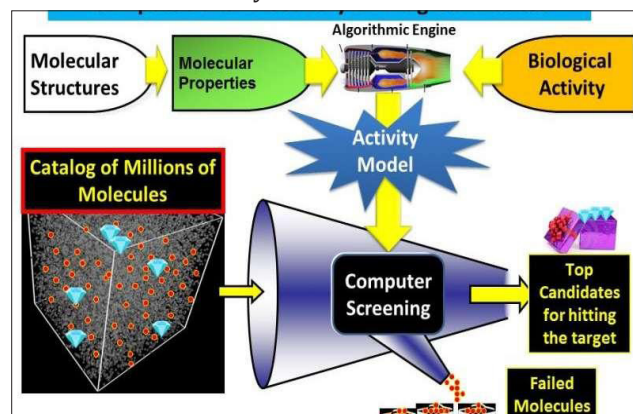 Algorithmic Engine
Molecular
Structures
Molecular
Properties
Biological
Activity
Activity
Model
Catalog of Millions of
Molecules
Computer
Screening
Top
Candidates
for hitting
the target
Failed
Molecules